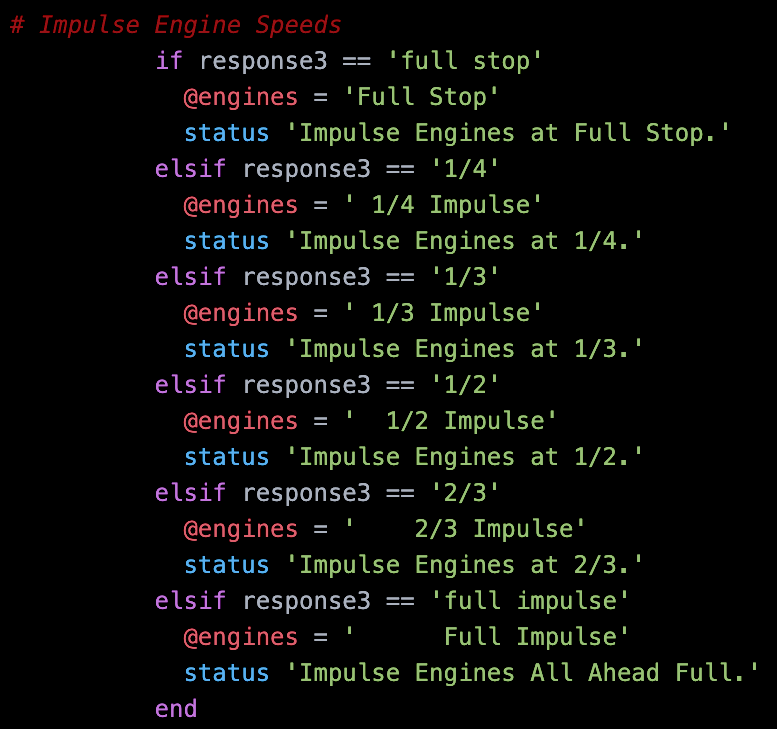 # Impulse Engine Speeds
          if response3 == 'full stop'
            @engines = 'Full Stop'
            status 'Impulse Engines at Full Stop.'
          elsif response3 == '1/4'
            @engines = ' 1/4 Impulse'
            status 'Impulse Engines at 1/4.'
          elsif response3 == '1/3'
            @engines = ' 1/3 Impulse'
            status 'Impulse Engines at 1/3.'
          elsif response3 == '1/2'
            @engines = '  1/2 Impulse'
            status 'Impulse Engines at 1/2.'
          elsif response3 == '2/3'
            @engines = '    2/3 Impulse'
            status 'Impulse Engines at 2/3.'
          elsif response3 == 'full impulse'
            @engines = '      Full Impulse'
            status 'Impulse Engines All Ahead Full.'
          end